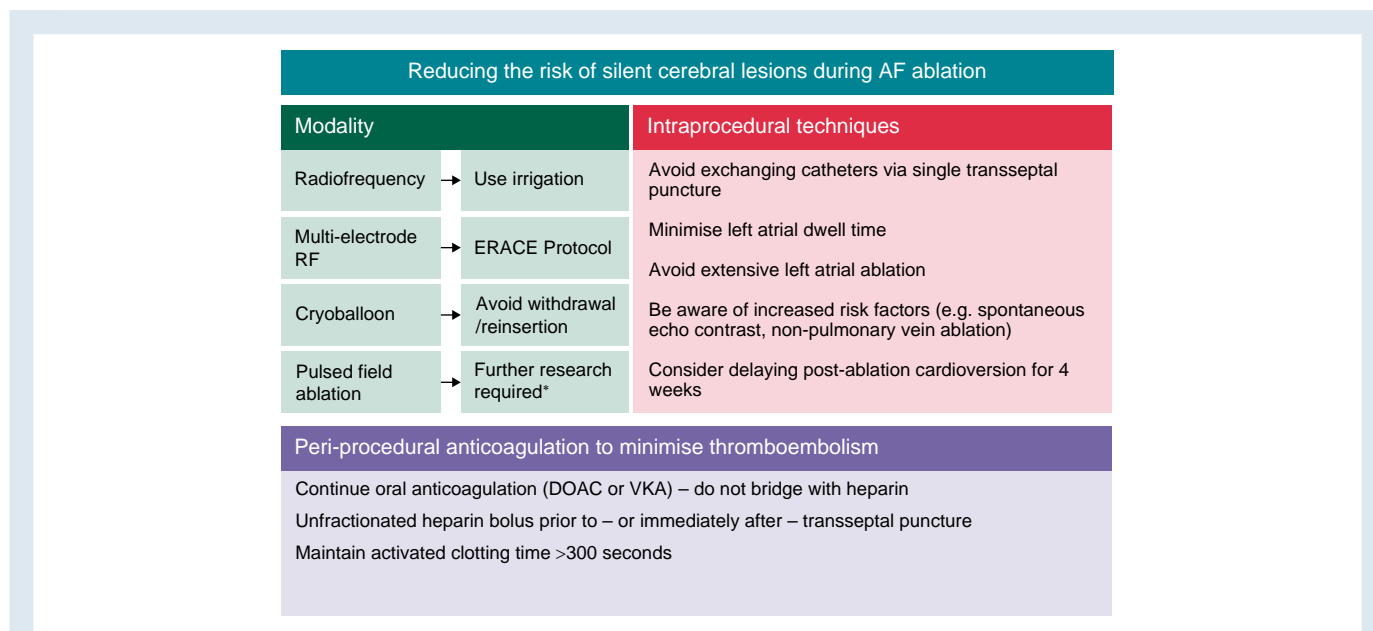 Reducing the risk of silent cerebral lesions during AF ablation
Modality
Radiofrequency
Use irrigation
Multi-electrode
RF
ERACE Protocol
Cryoballoon
Avoid withdrawal
/reinsertion
Pulsed field
ablation
Further research
required*
Intraprocedural techniques
Avoid exchanging catheters via single transseptal
puncture
Minimise left atrial dwell time
Avoid extensive left atrial ablation
Be aware of increased risk factors (e.g. spontaneous
echo contrast, non-pulmonary vein ablation)
Consider delaying post-ablation cardioversion for 4
weeks
Peri-procedural anticoagulation to minimise thromboembolism
Continue oral anticoagulation (DOAC or VKA) – do not bridge with heparin
Unfractionated heparin bolus prior to – or immediately after – transseptal puncture
Maintain activated clotting time >300 seconds